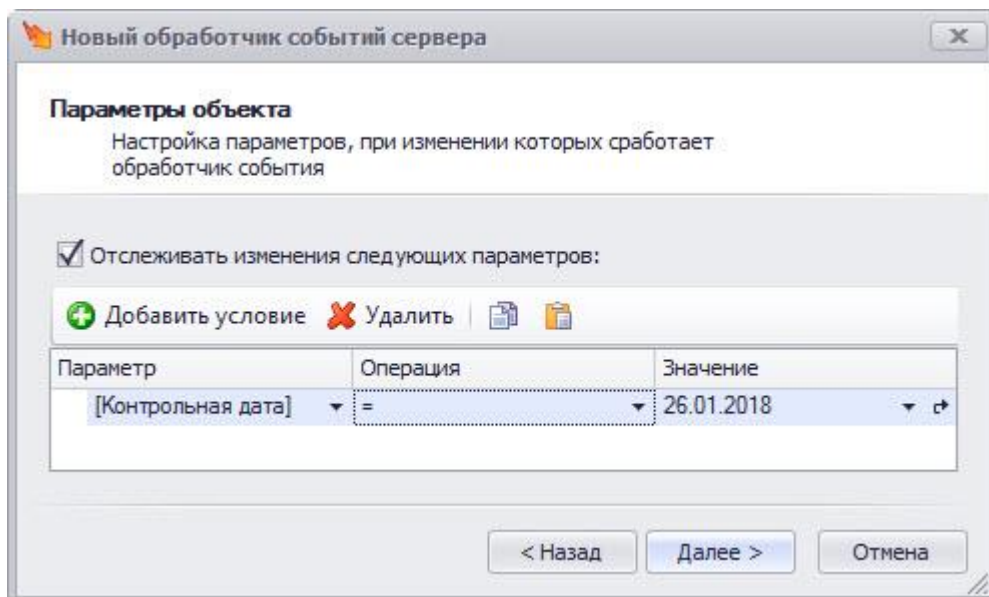 Новый обработчик событий сервера
Параметры объекта
Настройка параметров, при изменении которых сработает
обработчик события
Отслеживать изменения следующих параметров:
Добавить условие Удалить
Параметр Операция Значение
[Контрольная дата] = 26.01.2018
< Назад Далее > Отмена